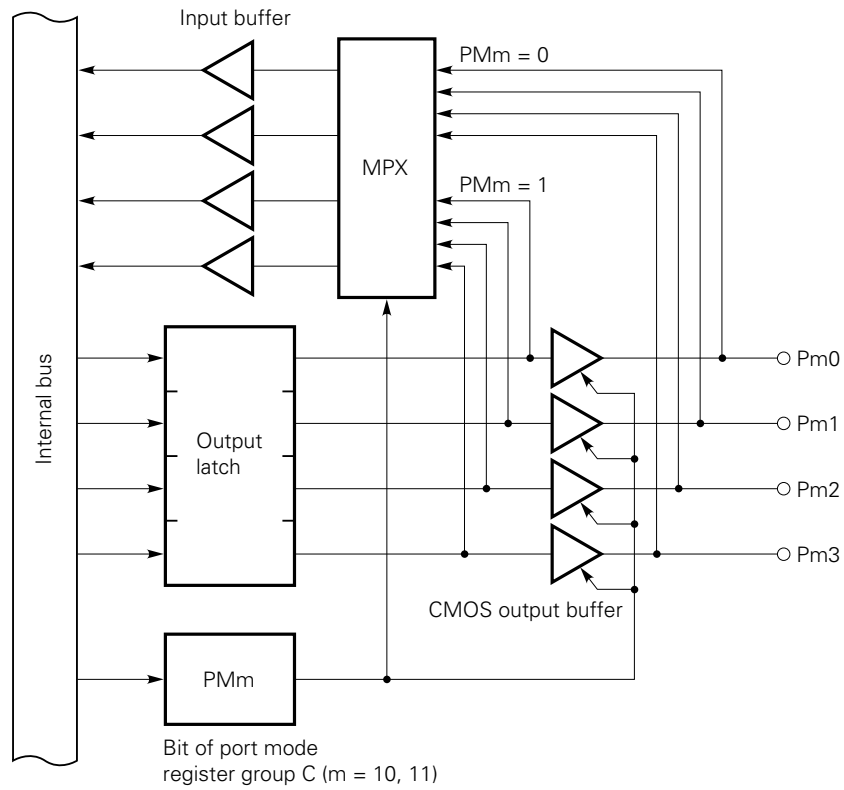 Input buffer
PMm = 0
MPX
PMm = 1
Internal bus
Output
latch
Pm0
Pm1
Pm2
Pm3
CMOS output buffer
PMm
Bit of port mode
register group C (m = 10, 11)